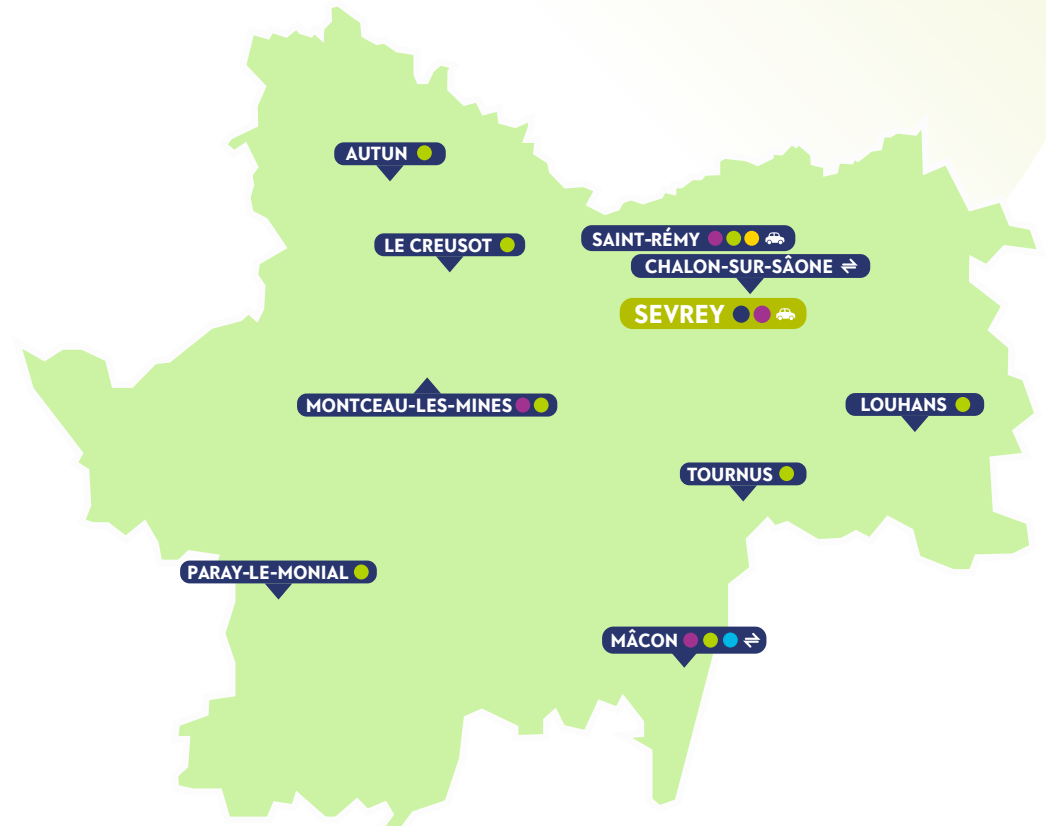 AUTUN
LE CREUSOT
SAINT-RÉMY
CHALON-SUR-SÂONE
SEVREY
MONTCEAU-LES-MINES
LOUHANS
TOURNUS
PARAY-LE-MONIAL
MÂCON